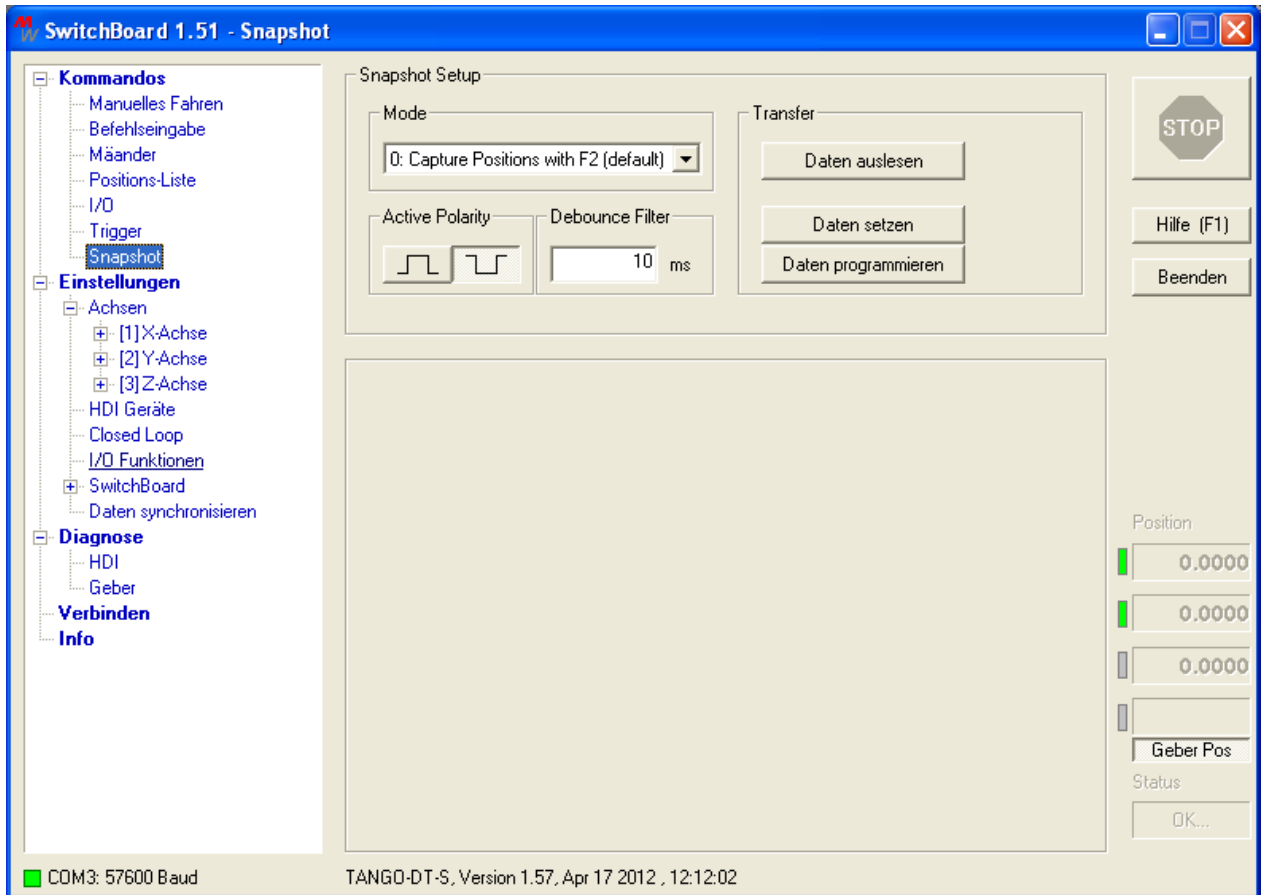 MW SwitchBoard 1.51 - Snapshot
Kommandos
Manuelles Fahren
Befehlseingabe
Mäander
Positions-Liste
I/O
Trigger
Snapshot
Einstellungen
Achsen
[1] X-Achse
[2] Y-Achse
[3] Z-Achse
HDI Geräte
Closed Loop
I/O Funktionen
SwitchBoard
Daten synchronisieren
Diagnose
HDI
Geber
Verbinden
Info
Snapshot Setup
Mode
0: Capture Positions with F2 (default)
Active Polarity
Debounce Filter
10 ms
Transfer
Daten auslesen
Daten setzen
Daten programmieren
STOP
Hilfe (F1)
Beenden
Position
0.0000
0.0000
0.0000
Geber Pos
Status
OK...
COM3: 57600 Baud
TANGO-DT-S, Version 1.57, Apr 17 2012 , 12:12:02